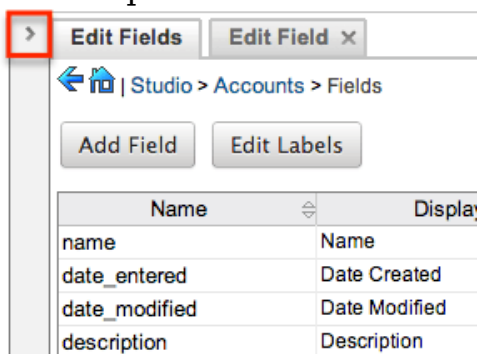 Edit Fields Edit Field ×
| Studio > Accounts > Fields
Add Field Edit Labels
Name
name Name
date_entered Date Created
date_modified Date Modified
description Description